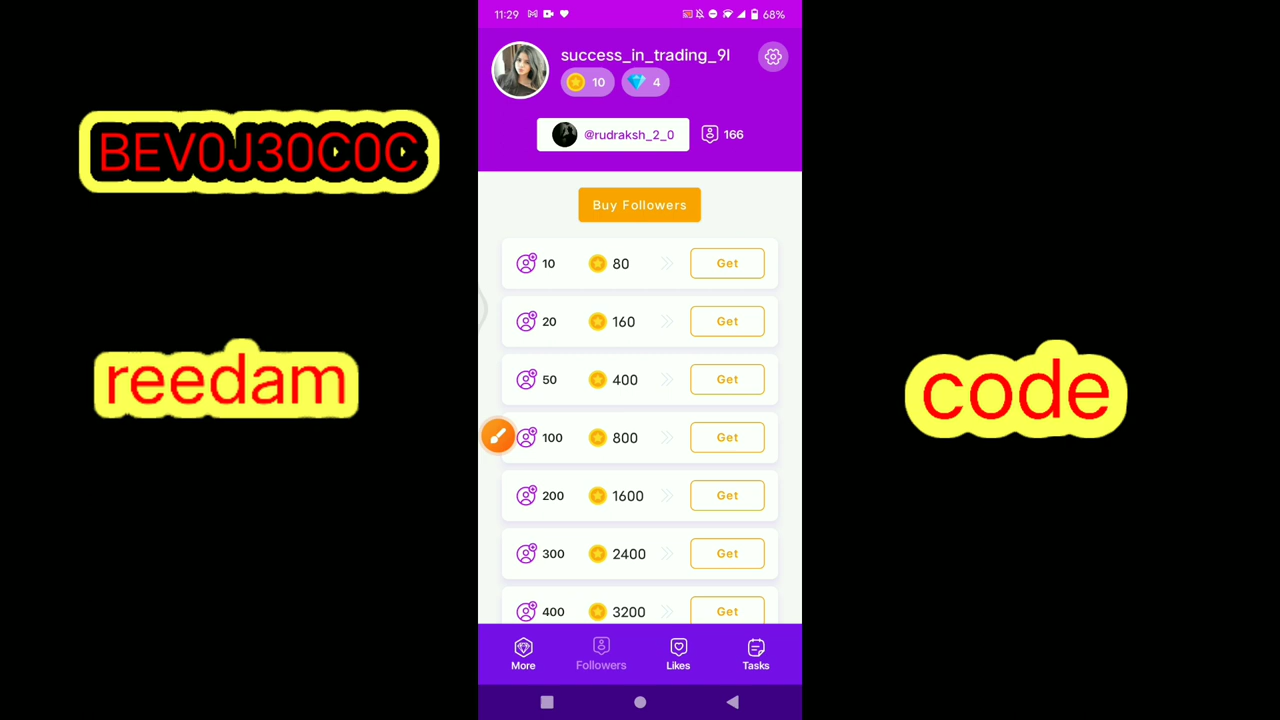 11:29
68%
success_in_trading_9l
10
4
@rudraksh_2_0
166
Buy Followers
10 80 Get
20 160 Get
50 400 Get
100 800 Get
200 1600 Get
300 2400 Get
400 3200 Get
More
Followers
Likes
Tasks
BEV0J30C0C
reedam
code